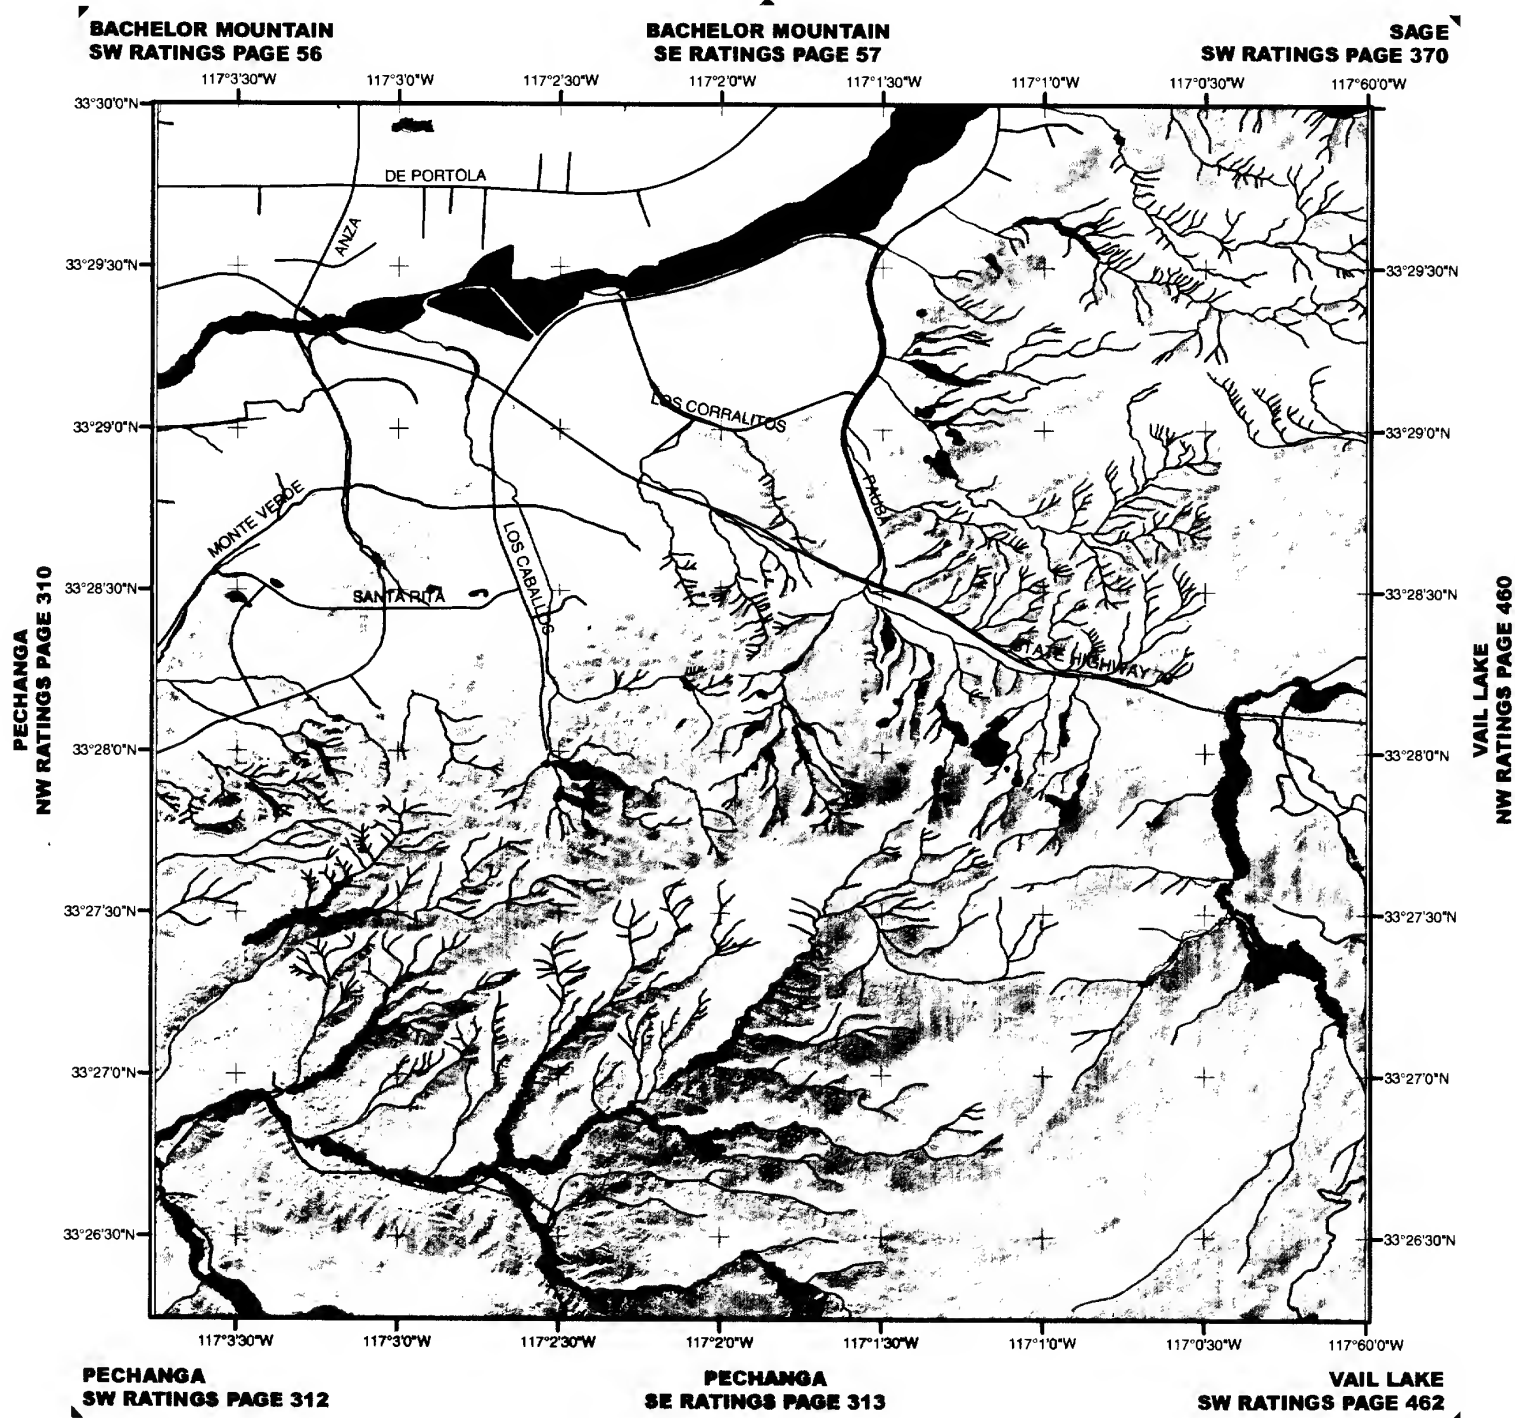 BACHELOR MOUNTAIN
SW RATINGS PAGE 56
BACHELOR MOUNTAIN
SE RATINGS PAGE 57
SAGE
SW RATINGS PAGE 370
117°3'30"W
117°3'0"W
117°2'30"W
117°2'0"W
117°1'30"W
117°1'0"W
117°0'30"W
117°60'0"W
33°30'0"N
33°30'0"N
DE PORTOLA
ANZA
33°29'30"N
33°29'30"N
LOS CORRALITOS
33°29'0"N
33°29'0"N
PAUBA
MONTE VERDE
LOS CABALLOS
33°28'30"N
SANTA RITA
33°28'30"N
PECHANGA
NW RATINGS PAGE 310
VAIL LAKE
NW RATINGS PAGE 460
STATE HIGHWAY 79
33°28'0"N
33°28'0"N
33°27'30"N
33°27'30"N
33°27'0"N
33°27'0"N
33°26'30"N
33°26'30"N
117°3'30"W
117°3'0"W
117°2'30"W
117°2'0"W
117°1'30"W
117°1'0"W
117°0'30"W
117°60'0"W
PECHANGA
SW RATINGS PAGE 312
PECHANGA
SE RATINGS PAGE 313
VAIL LAKE
SW RATINGS PAGE 462